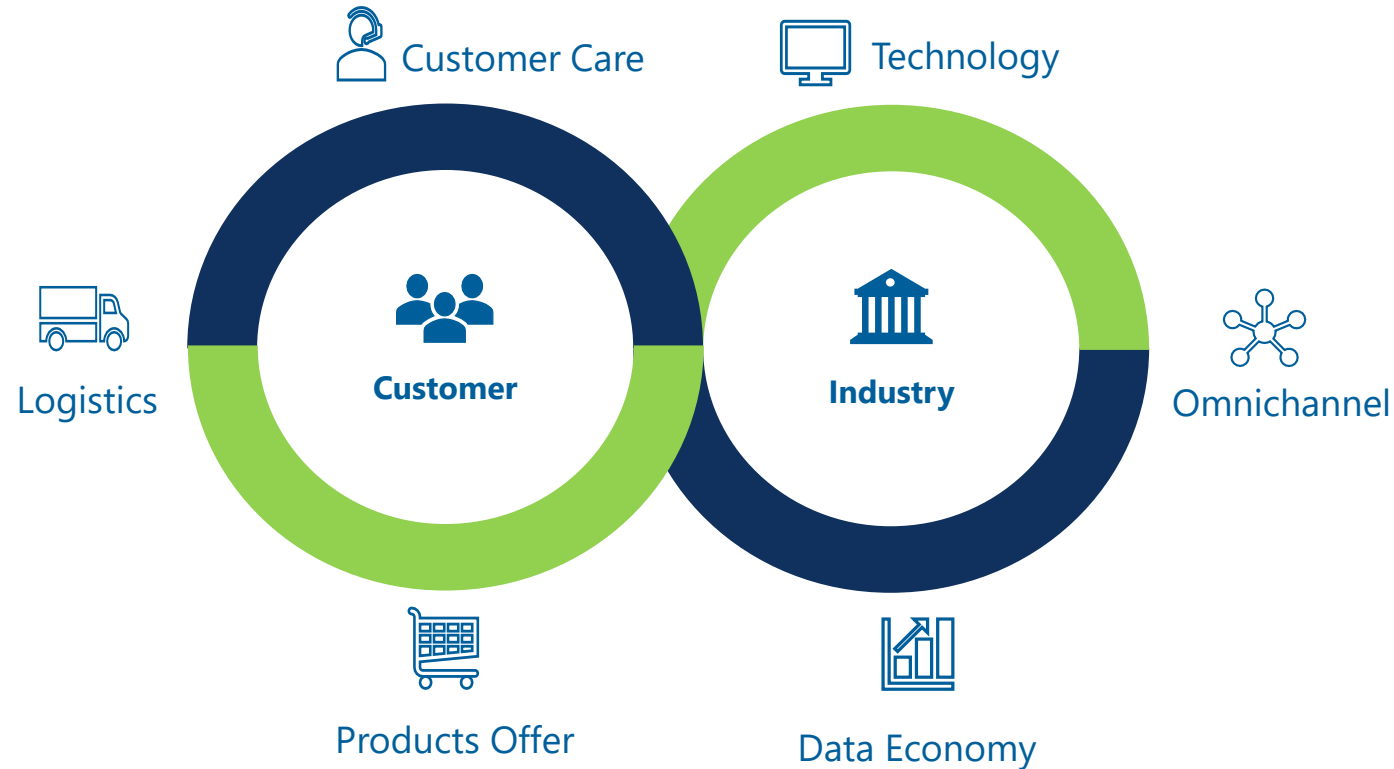 Customer Care
Technology
Logistics
Customer
Industry
Omnichannel
Products Offer
Data Economy